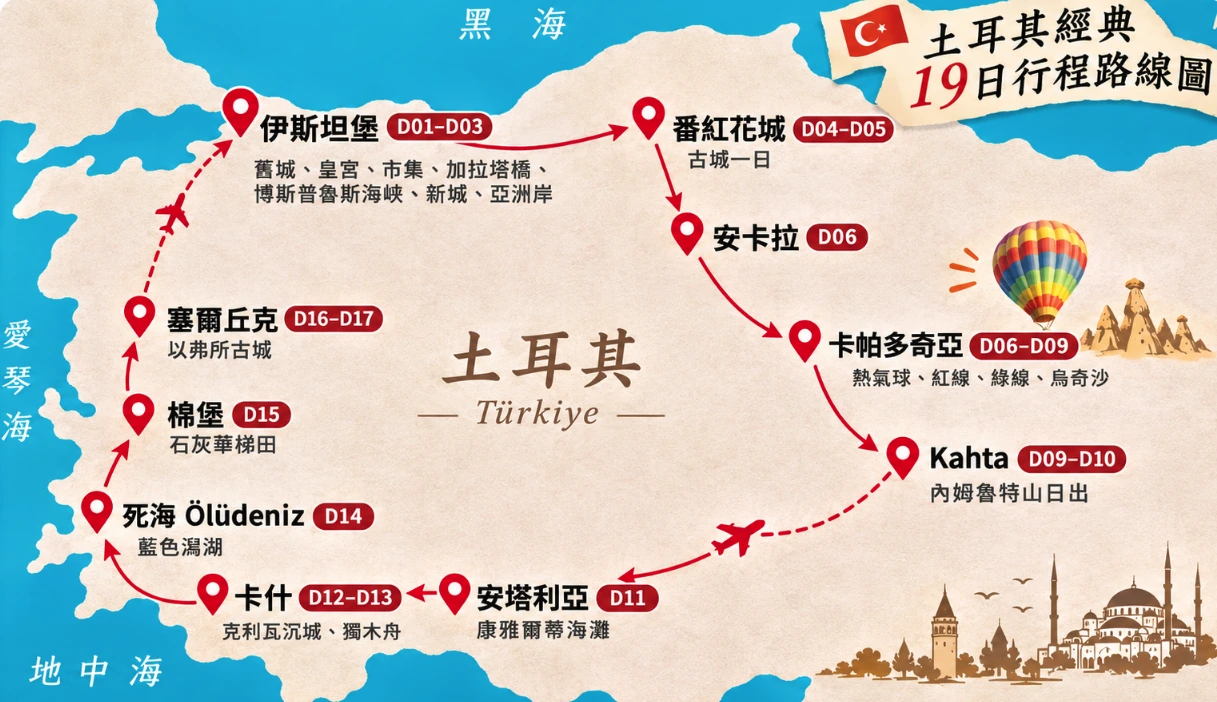 黑 海
土耳其經典
19日行程路線圖
伊斯坦堡 D01–D03
舊城、皇宮、市集、加拉塔橋、
博斯普魯斯海峡、新城、亞洲岸
番紅花城 D04–D05
古城一日
安卡拉 D06
卡帕多奇亞 D06–D09
熱氣球、紅線、綠線、烏奇沙
Kahta D09–D10
內姆魯特山日出
安塔利亞 D11
康雅爾蒂海灘
卡什 D12–D13
克利瓦沉城、獨木舟
死海 Ölüdeniz D14
藍色潟湖
棉堡 D15
石灰華梯田
塞爾丘克 D16–D17
以弗所古城
土耳其
Türkiye
愛琴海
地中海